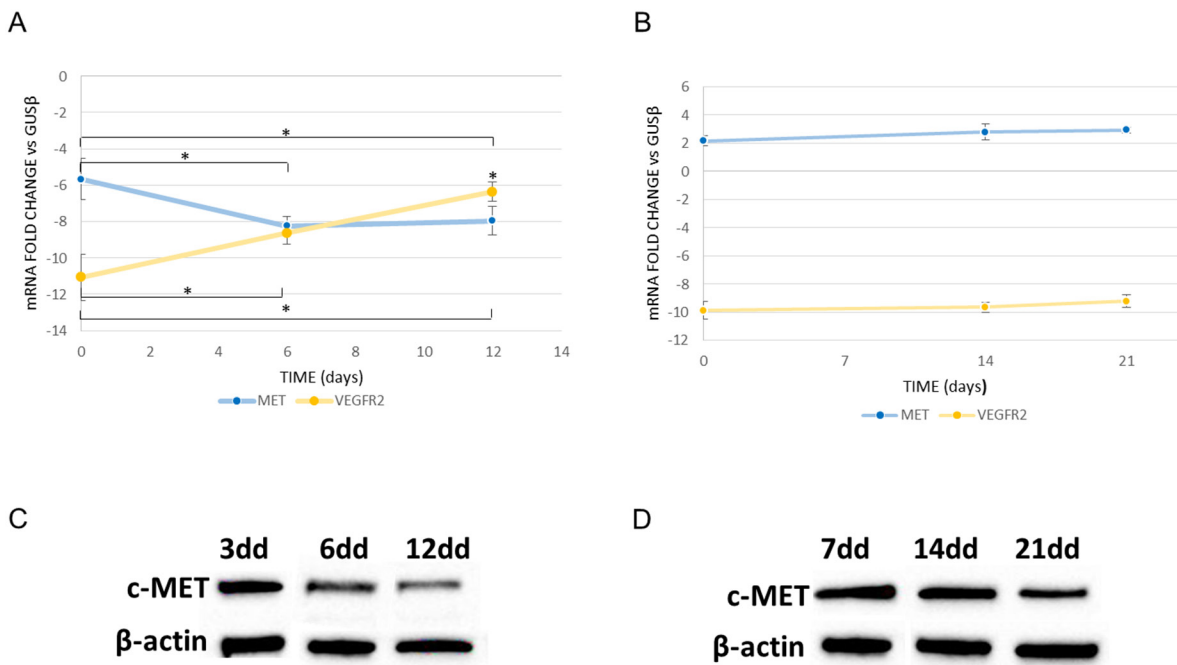 A
mRNA FOLD CHANGE vs GUSβ
0
-2
-4
-6
-8
-10
-12
-14
*
*
*
*
*
0 2 4 6 8 10 12 14
TIME (days)
MET VEGFR2
B
mRNA FOLD CHANGE vs GUSβ
6
4
2
0
-2
-4
-6
-8
-10
-12
0 7 14 21
TIME (days)
MET VEGFR2
C
3dd 6dd 12dd
c-MET
β-actin
D
7dd 14dd 21dd
c-MET
β-actin